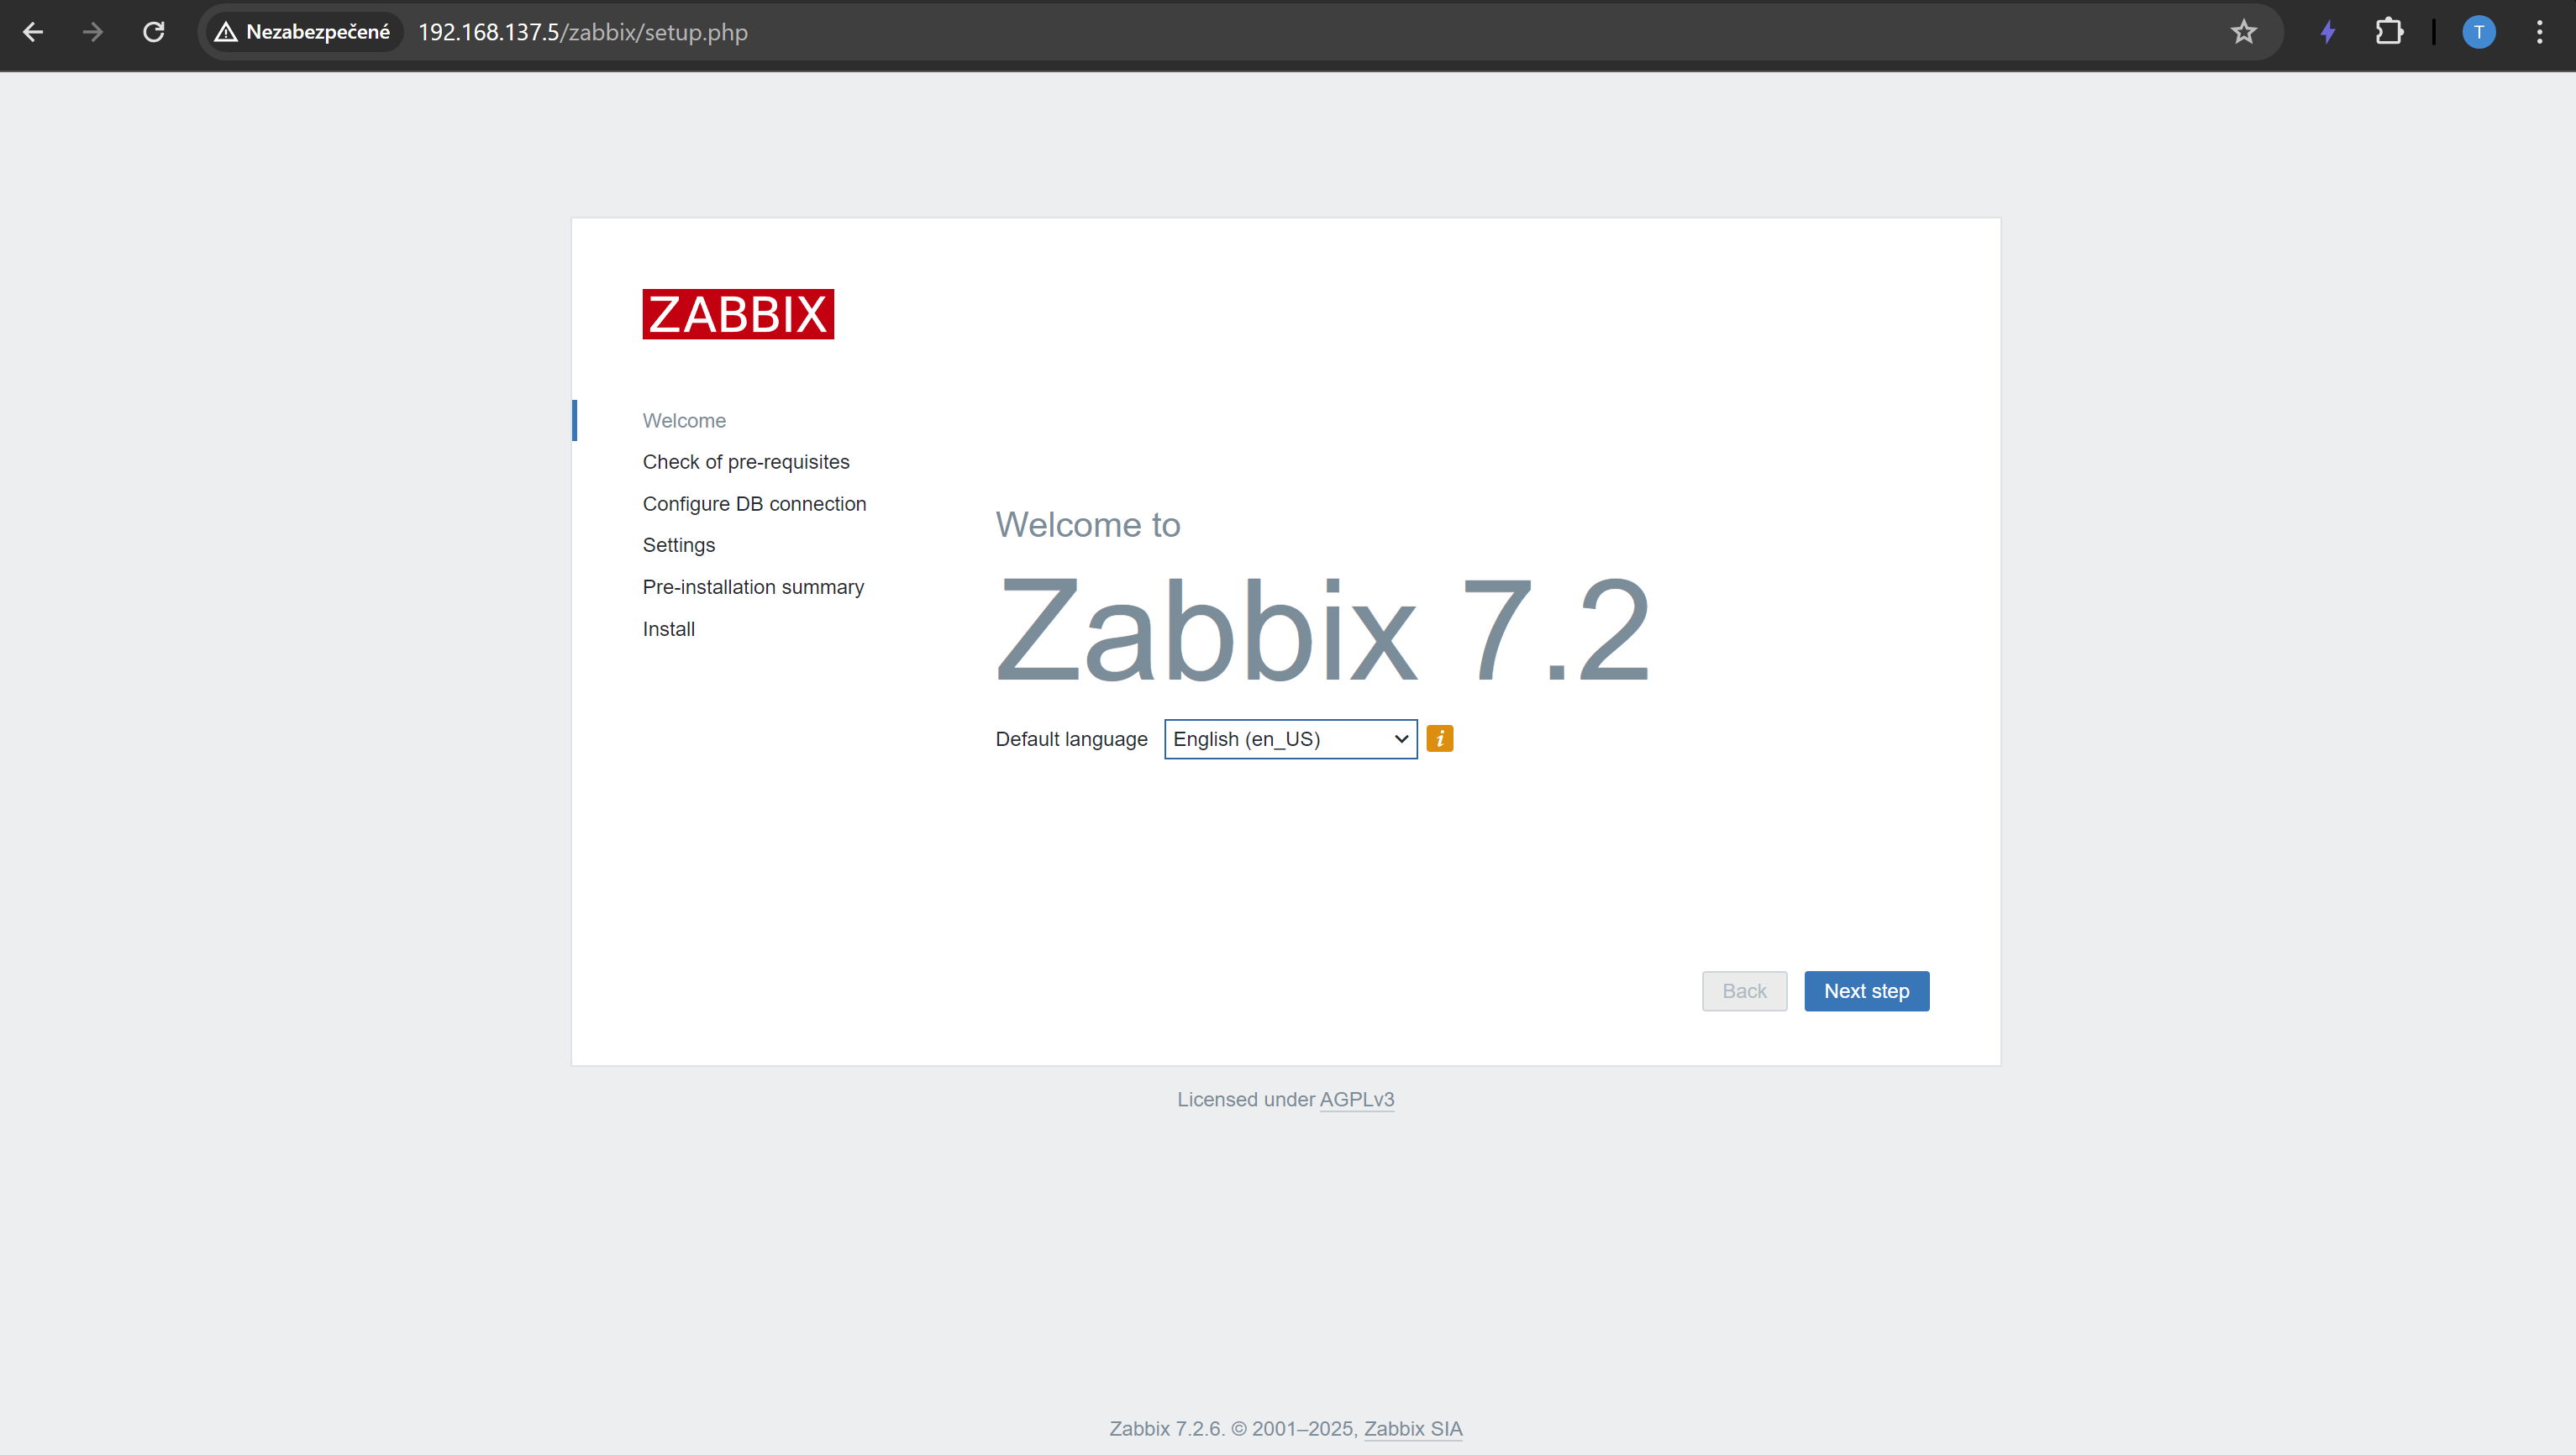 Nezabezpečené 192.168.137.5/zabbix/setup.php
T
ZABBIX
Welcome
Check of pre-requisites
Configure DB connection
Settings
Pre-installation summary
Install
Welcome to
Zabbix 7.2
Default language English (en_US) i
Back Next step
Licensed under AGPLv3
Zabbix 7.2.6. © 2001–2025, Zabbix SIA